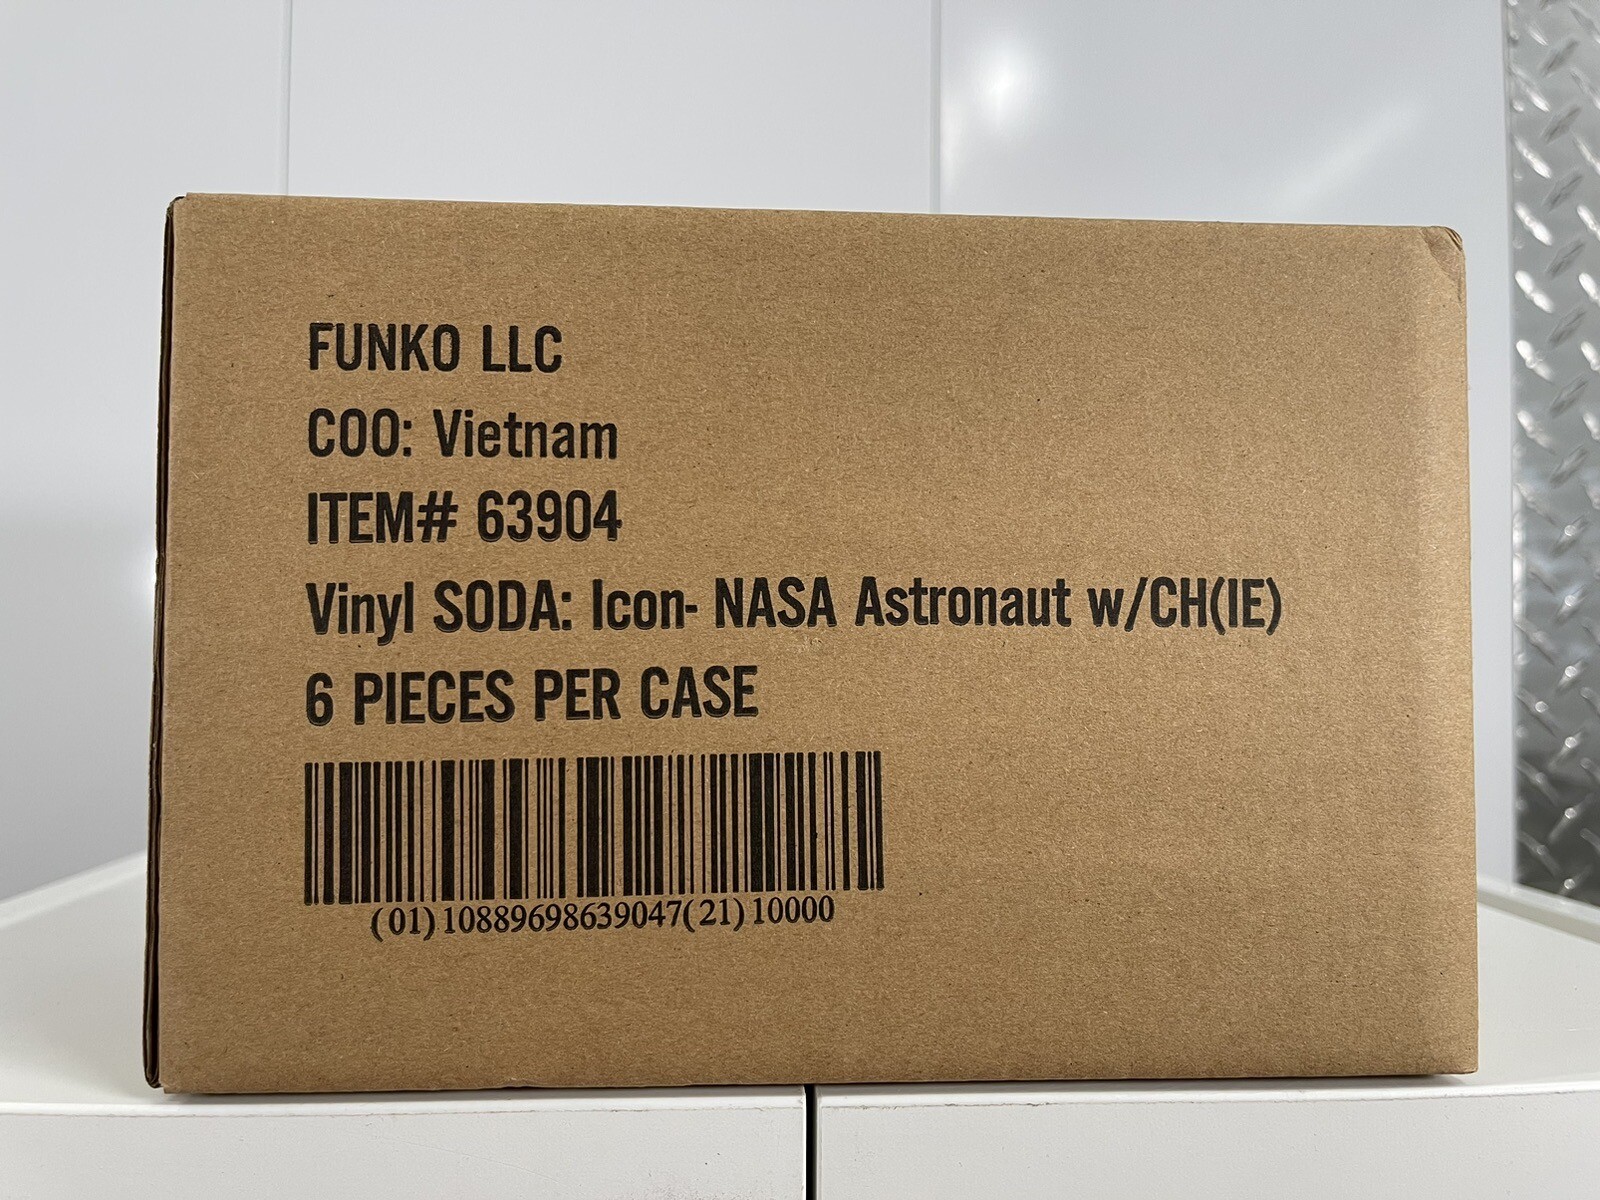 FUNKO LLC
COO: Vietnam
ITEM# 63904
Vinyl SODA: Icon- NASA Astronaut w/CH(IE)
6 PIECES PER CASE
(01)10889698639047(21)10000